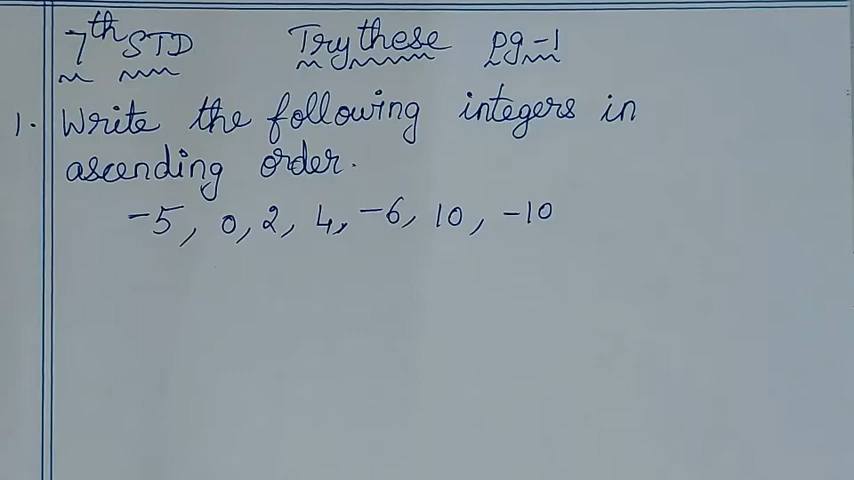 7th STD Try these pg-1
1. Write the following integers in
ascending order.
-5, 0, 2, 4, -6, 10, -10